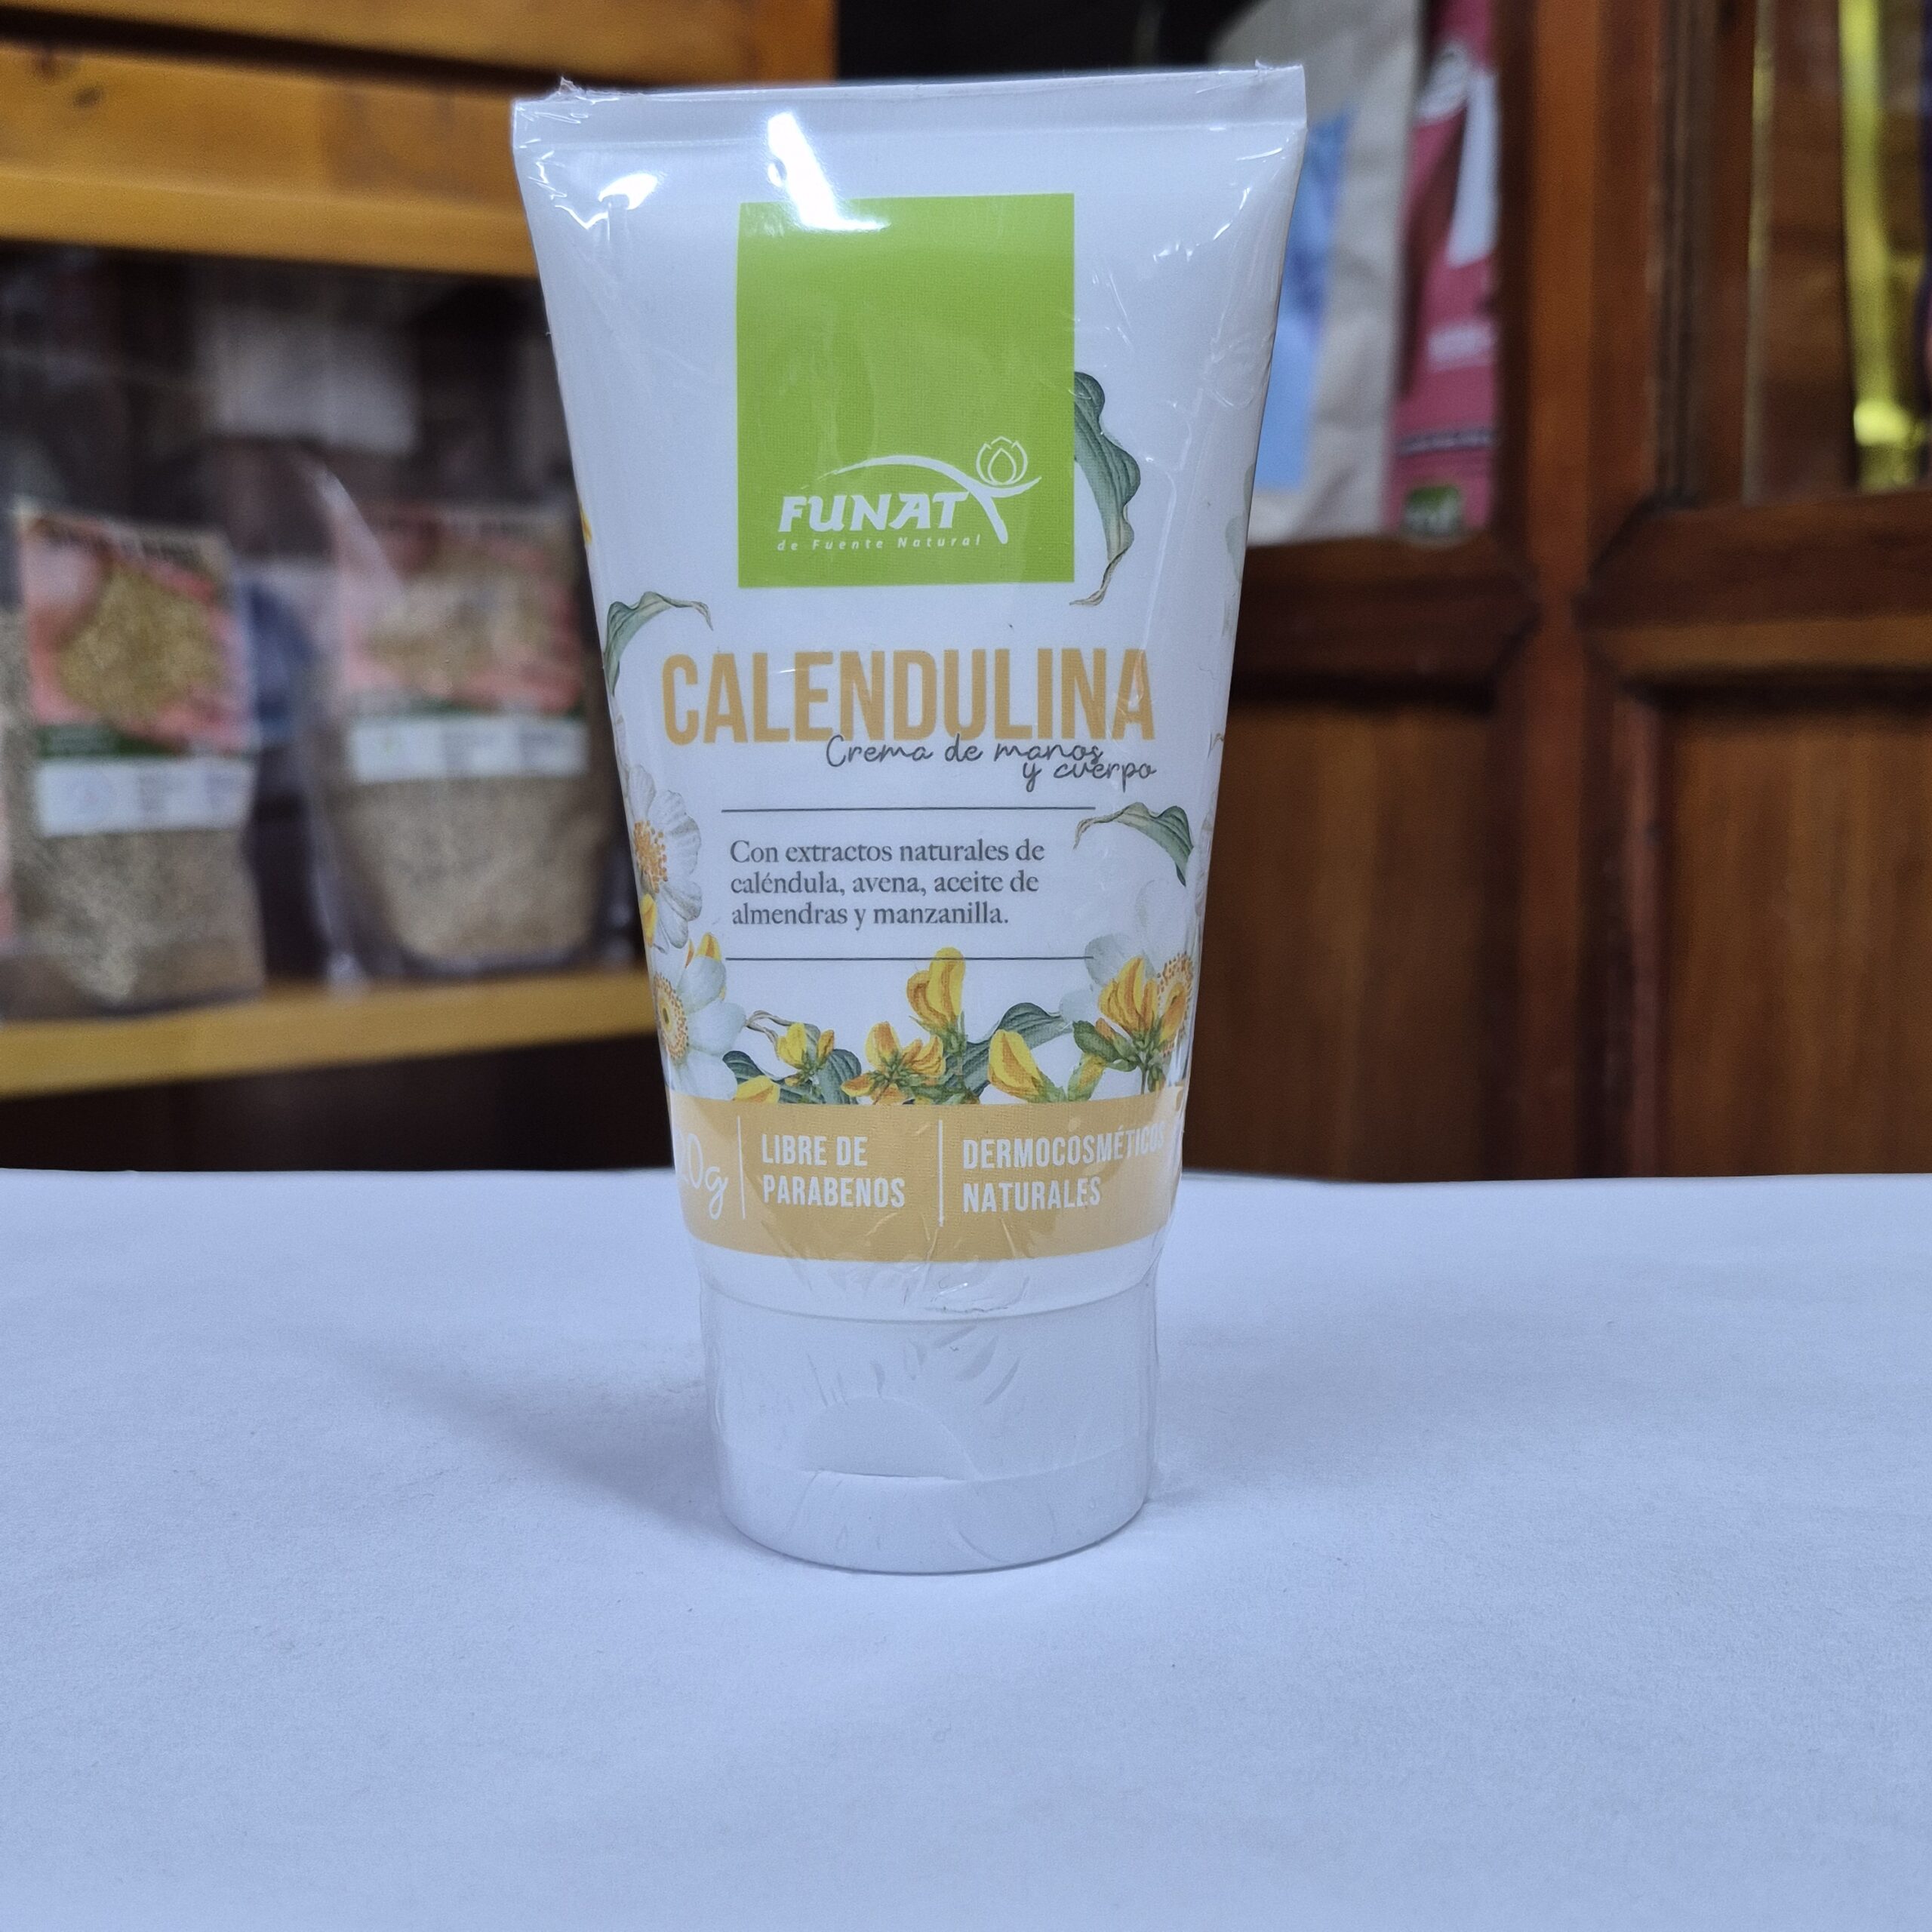 FUNAT
de Fuente Natural
CALENDULINA
Crema de manos
y cuerpo
Con extractos naturales de
caléndula, avena, aceite de
almendras y manzanilla.
LIBRE DE
PARABENOS
DERMOCOSMÉTICOS
NATURALES